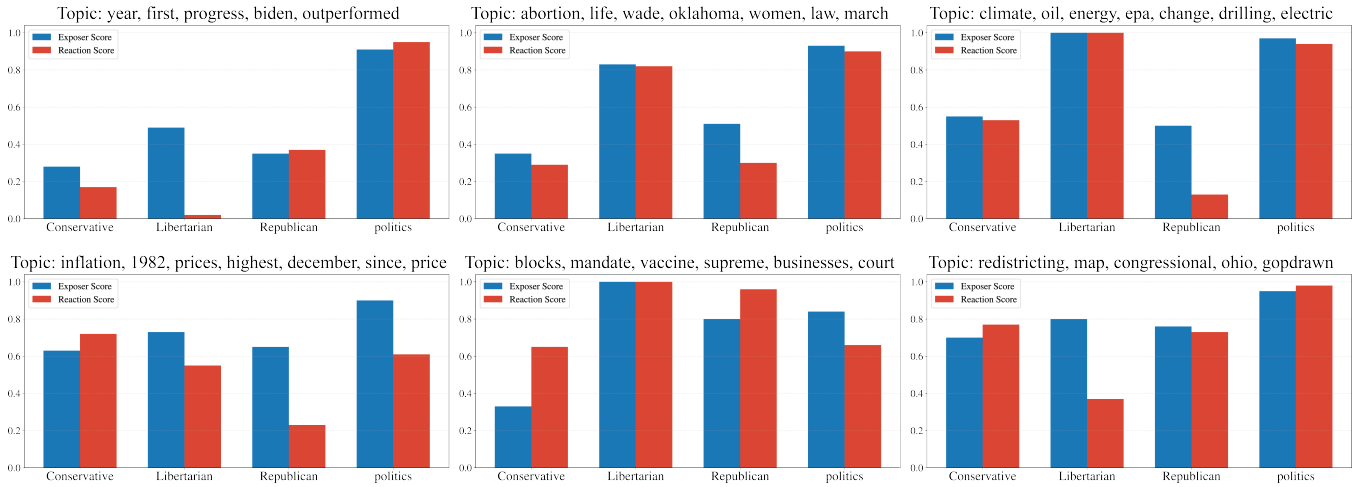 Topic: year, first, progress, biden, outperformed
1.0
0.8
0.6
0.4
0.2
0.0
Exposer Score
Reaction Score
Conservative Libertarian Republican politics
Topic: abortion, life, wade, oklahoma, women, law, march
1.0
0.8
0.6
0.4
0.2
0.0
Exposer Score
Reaction Score
Conservative Libertarian Republican politics
Topic: climate, oil, energy, epa, change, drilling, electric
1.0
0.8
0.6
0.4
0.2
0.0
Exposer Score
Reaction Score
Conservative Libertarian Republican politics
Topic: inflation, 1982, prices, highest, december, since, price
1.0
0.8
0.6
0.4
0.2
0.0
Exposer Score
Reaction Score
Conservative Libertarian Republican politics
Topic: blocks, mandate, vaccine, supreme, businesses, court
1.0
0.8
0.6
0.4
0.2
0.0
Exposer Score
Reaction Score
Conservative Libertarian Republican politics
Topic: redistricting, map, congressional, ohio, gopdrawn
1.0
0.8
0.6
0.4
0.2
0.0
Exposer Score
Reaction Score
Conservative Libertarian Republican politics